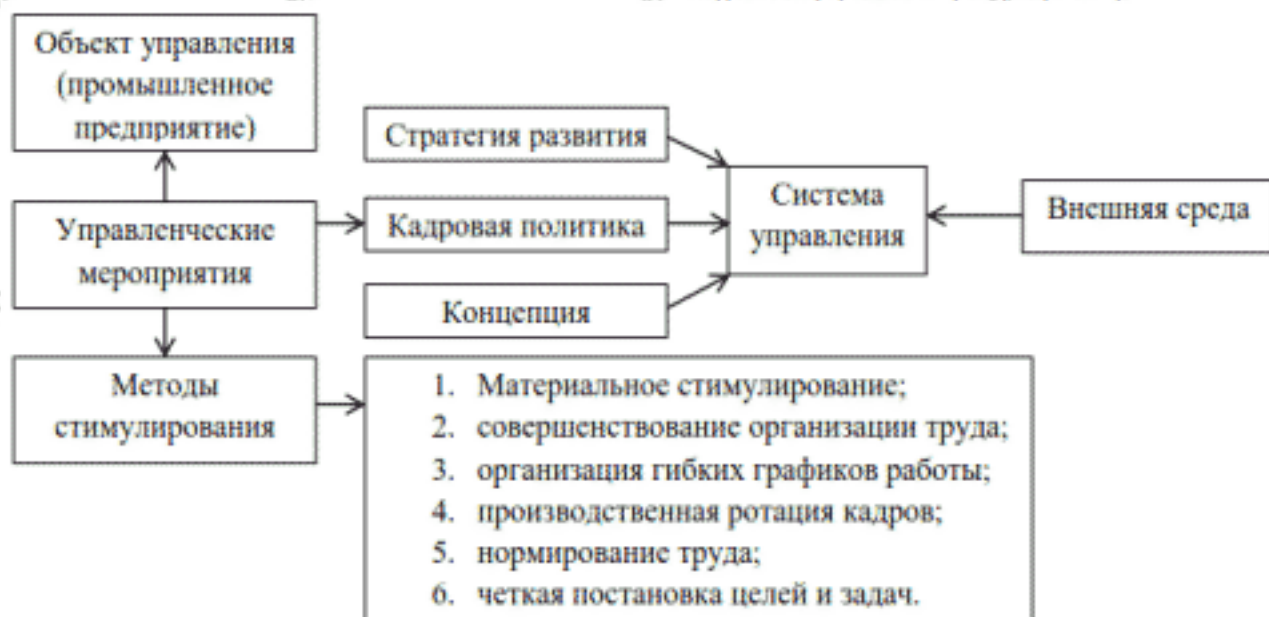 Объект управления
(промышленное
предприятие)
Стратегия развития
Система
управления
Внешняя среда
Управленческие
мероприятия
Кадровая политика
Концепция
Методы
стимулирования
1. Материальное стимулирование;
2. совершенствование организации труда;
3. организация гибких графиков работы;
4. производственная ротация кадров;
5. нормирование труда;
6. четкая постановка целей и задач.